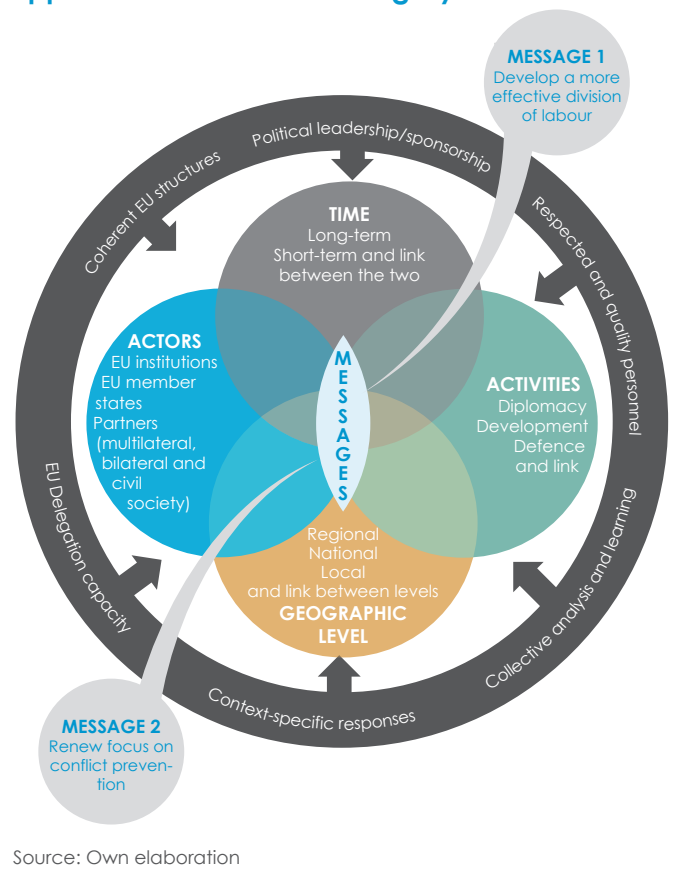 MESSAGE 1
Develop a more
effective division
of labour
Political leadership/sponsorship
Coherent EU structures
Respected and quality personnel
TIME
Long-term
Short-term and link
between the two
ACTORS
EU institutions
EU member
states
Partners
(multilateral,
bilateral and
civil
society)
MESSAGES
ACTIVITIES
Diplomacy
Development
Defence
and link
Regional
National
Local
and link between levels
GEOGRAPHIC
LEVEL
EU Delegation capacity
Collective analysis and learning
Context-specific responses
MESSAGE 2
Renew focus on
conflict preven-
tion
Source: Own elaboration